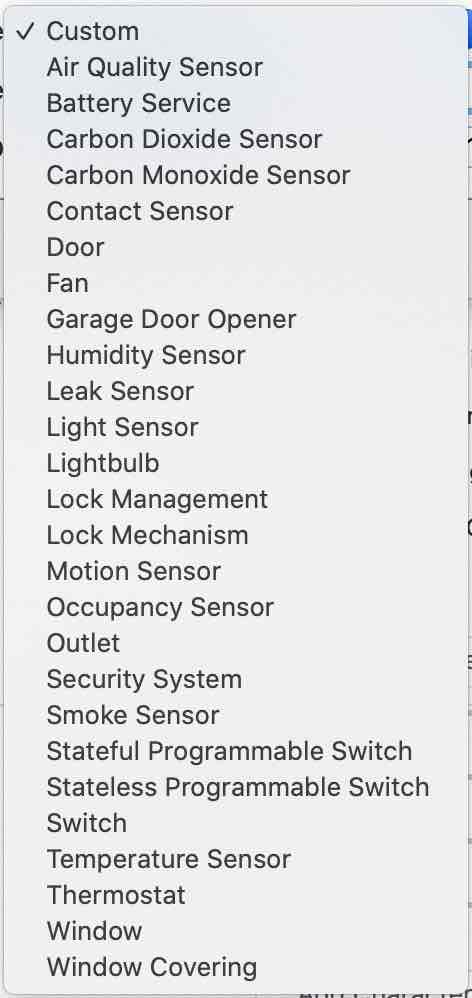 ✓ Custom
Air Quality Sensor
Battery Service
Carbon Dioxide Sensor
Carbon Monoxide Sensor
Contact Sensor
Door
Fan
Garage Door Opener
Humidity Sensor
Leak Sensor
Light Sensor
Lightbulb
Lock Management
Lock Mechanism
Motion Sensor
Occupancy Sensor
Outlet
Security System
Smoke Sensor
Stateful Programmable Switch
Stateless Programmable Switch
Switch
Temperature Sensor
Thermostat
Window
Window Covering